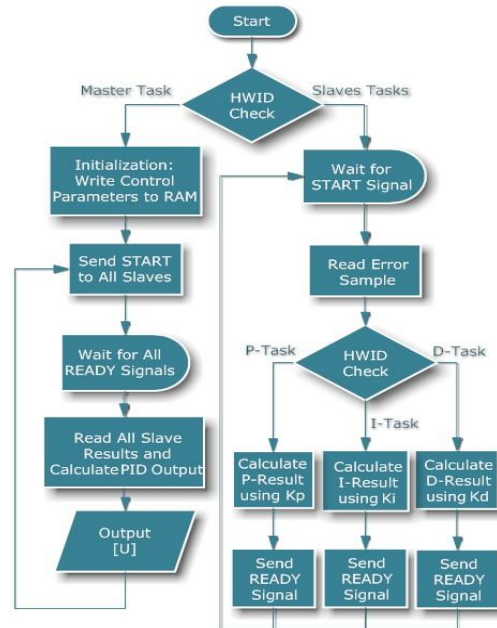 Start
Master Task
HWID
Check
Slaves Tasks
Initialization:
Write Control
Parameters to RAM
Wait for
START Signal
Send START
to All Slaves
Read Error
Sample
Wait for All
READY Signals
P-Task
HWID
Check
D-Task
I-Task
Read All Slave
Results and
Calculate PID Output
Calculate
P-Result
using Kp
Calculate
I-Result
using Ki
Calculate
D-Result
using Kd
Output
[U]
Send
READY
Signal
Send
READY
Signal
Send
READY
Signal